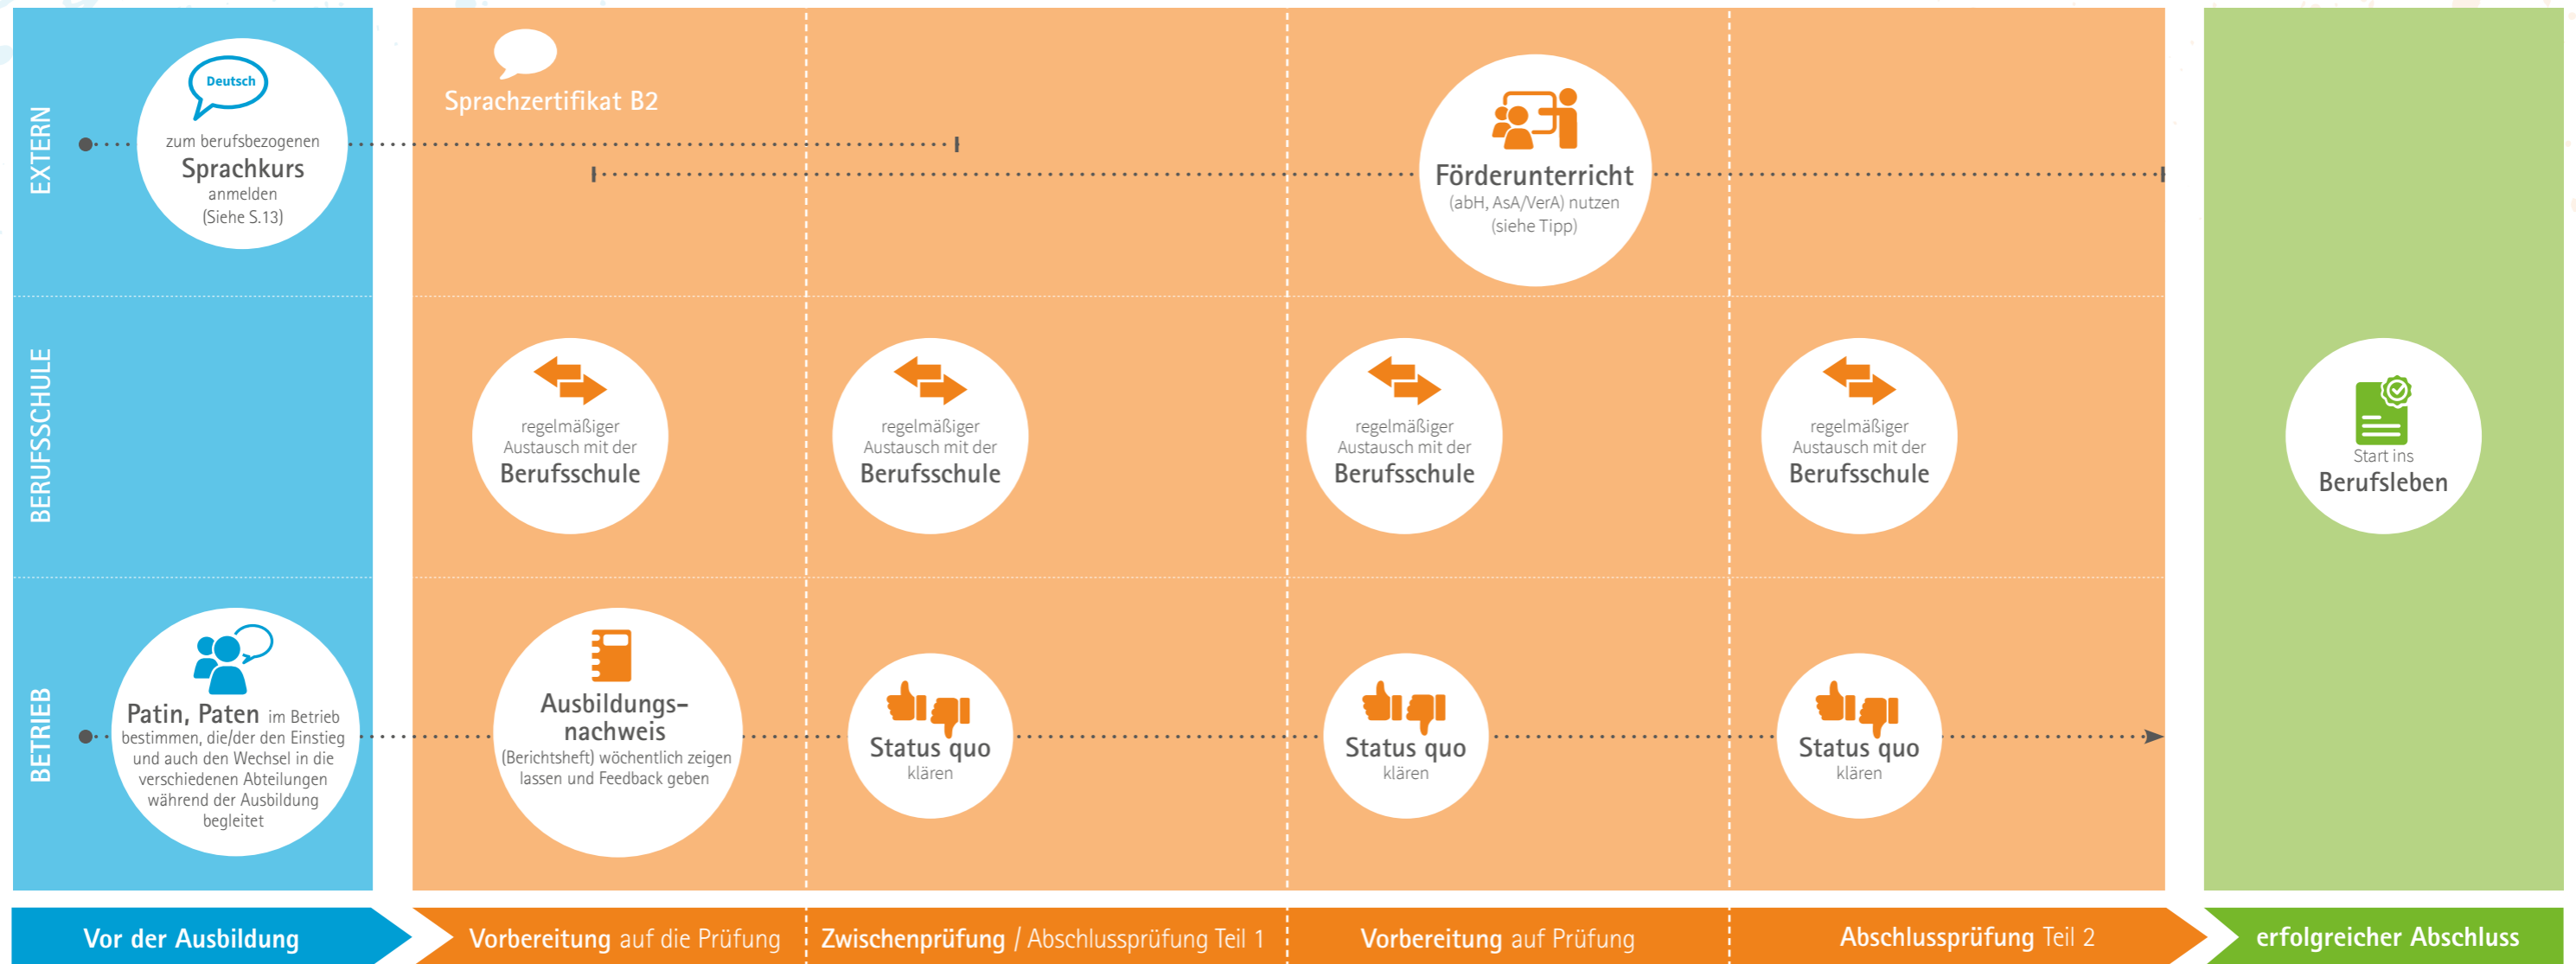 EXTERN
Deutsch
zum berufsbezogenen
Sprachkurs
anmelden
(Siehe S.13)
Sprachzertifikat B2
Förderunterricht
(abH, AsA/VerA) nutzen
(siehe Tipp)
BERUFSSCHULE
regelmäßiger
Austausch mit der
Berufsschule
regelmäßiger
Austausch mit der
Berufsschule
regelmäßiger
Austausch mit der
Berufsschule
regelmäßiger
Austausch mit der
Berufsschule
Start ins
Berufsleben
BETRIEB
Patin, Paten im Betrieb
bestimmen, die/der den Einstieg
und auch den Wechsel in die
verschiedenen Abteilungen
während der Ausbildung
begleitet
Ausbildungs-
nachweis
(Berichtsheft) wöchentlich zeigen
lassen und Feedback geben
Status quo
klären
Status quo
klären
Status quo
klären
Vor der Ausbildung
Vorbereitung auf die Prüfung
Zwischenprüfung / Abschlussprüfung Teil 1
Vorbereitung auf Prüfung
Abschlussprüfung Teil 2
erfolgreicher Abschluss